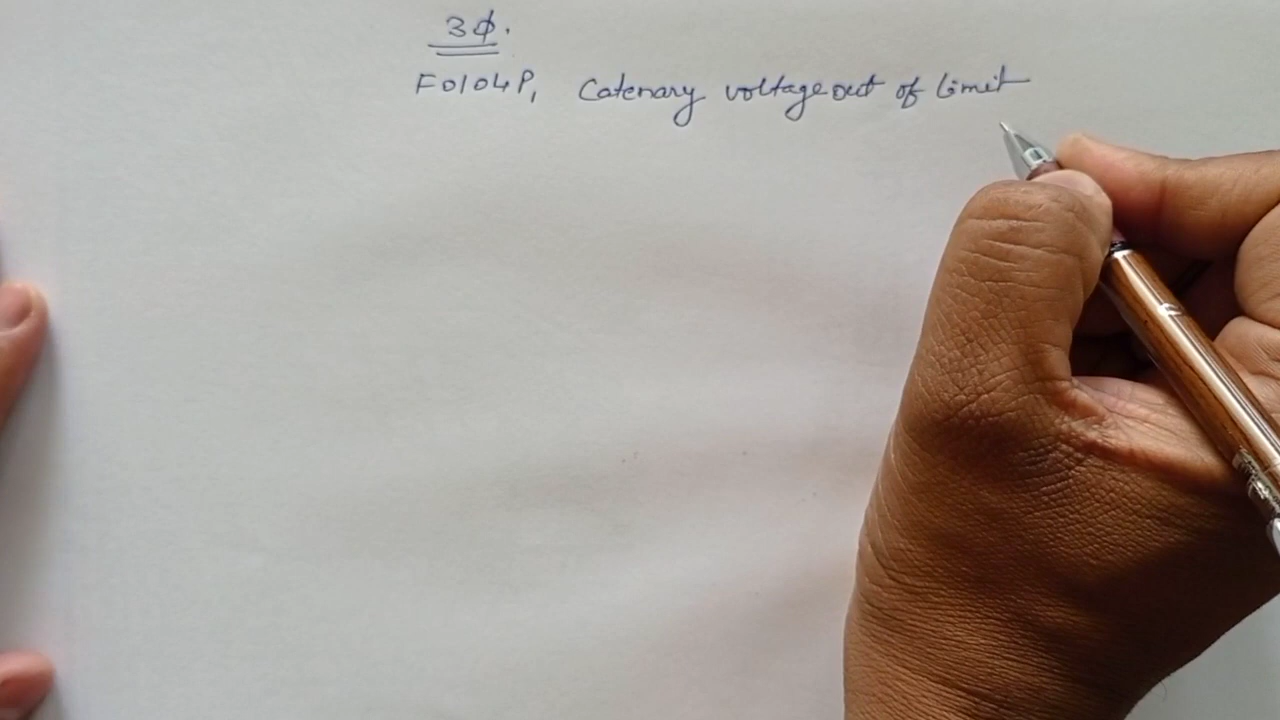 3ϕ.
F0104P, Catenary voltage out of limit